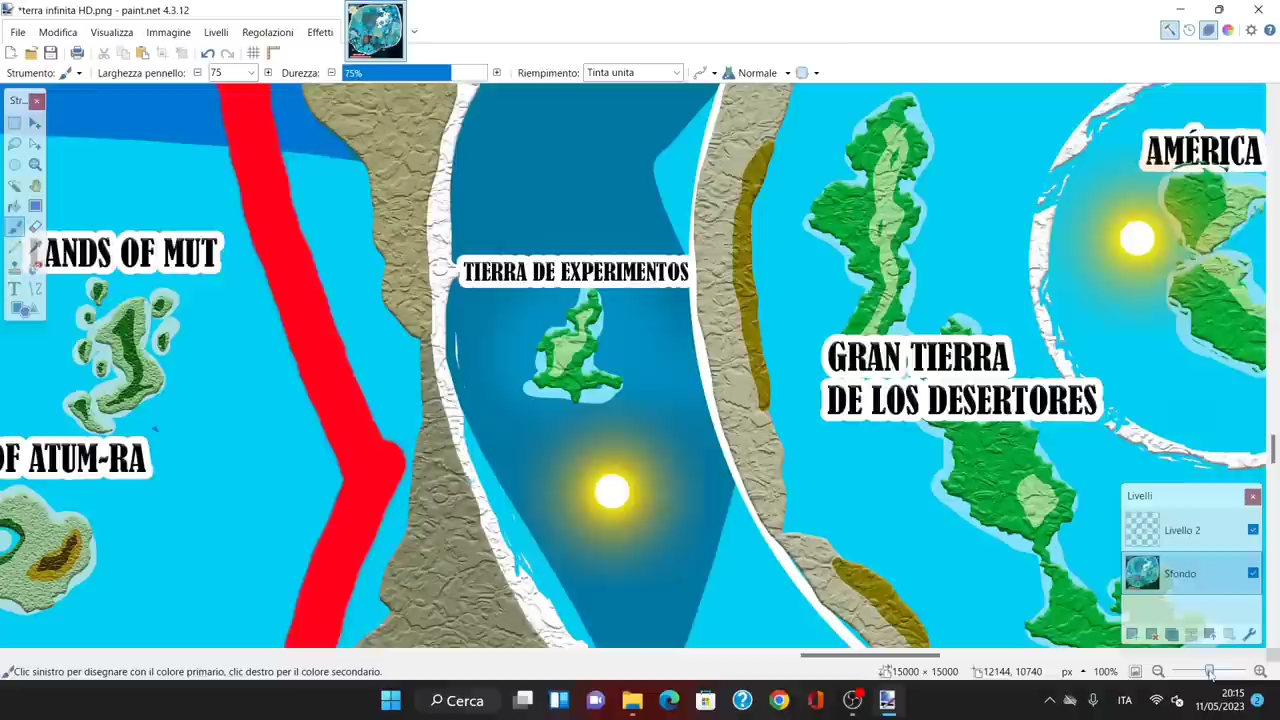 *terra infinita HD.png - paint.net 4.3.12
File Modifica Visualizza Immagine Livelli Regolazioni Effetti
Strumento: Larghezza pennello: 75 Durezza: 75% Riempimento: Tinta unita Normale
Str...
AMÉRICA
ANDS OF MUT
TIERRA DE EXPERIMENTOS
GRAN TIERRA
DE LOS DESERTORES
OF ATUM-RA
Livelli
Livello 2
Sfondo
Clic sinistro per disegnare con il colore primario, clic destro per il colore secondario.
15000 × 15000 12144, 10740 px 100%
Cerca
ITA
20:15
11/05/2023
2